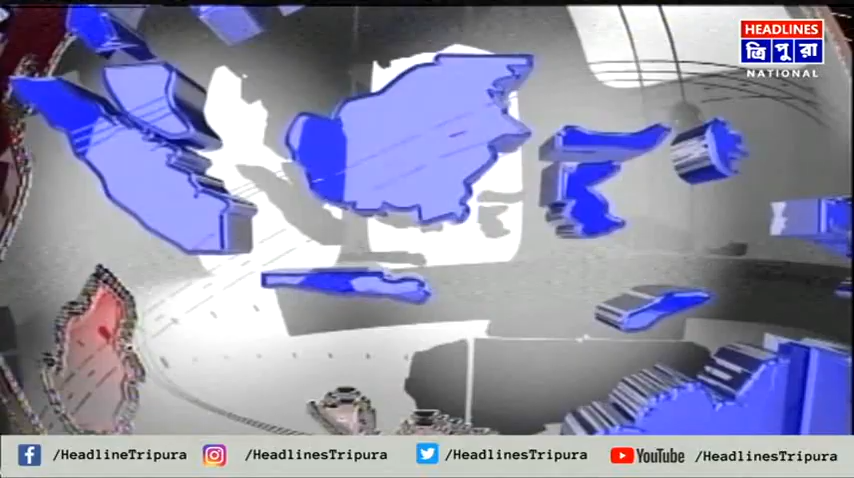 HEADLINES
ত্রিপুরা
NATIONAL
/HeadlineTripura /HeadlinesTripura /HeadlinesTripura YouTube /HeadlinesTripura